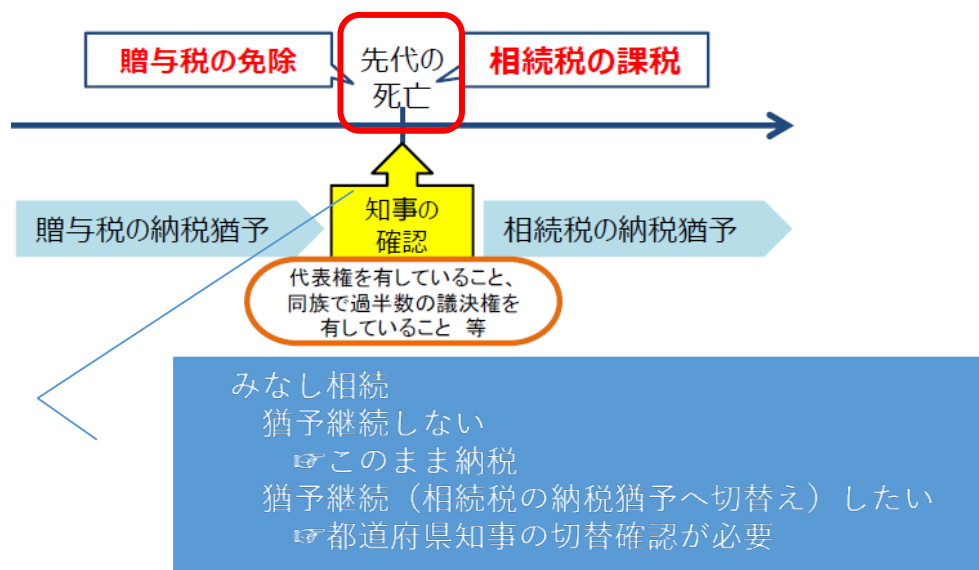 贈与税の免除
先代の
死亡
相続税の課税
贈与税の納税猶予
知事の
確認
相続税の納税猶予
代表権を有していること、
同族で過半数の議決権を
有していること 等
みなし相続
猶予継続しない
☞このまま納税
猶予継続（相続税の納税猶予へ切替え）したい
☞都道府県知事の切替確認が必要